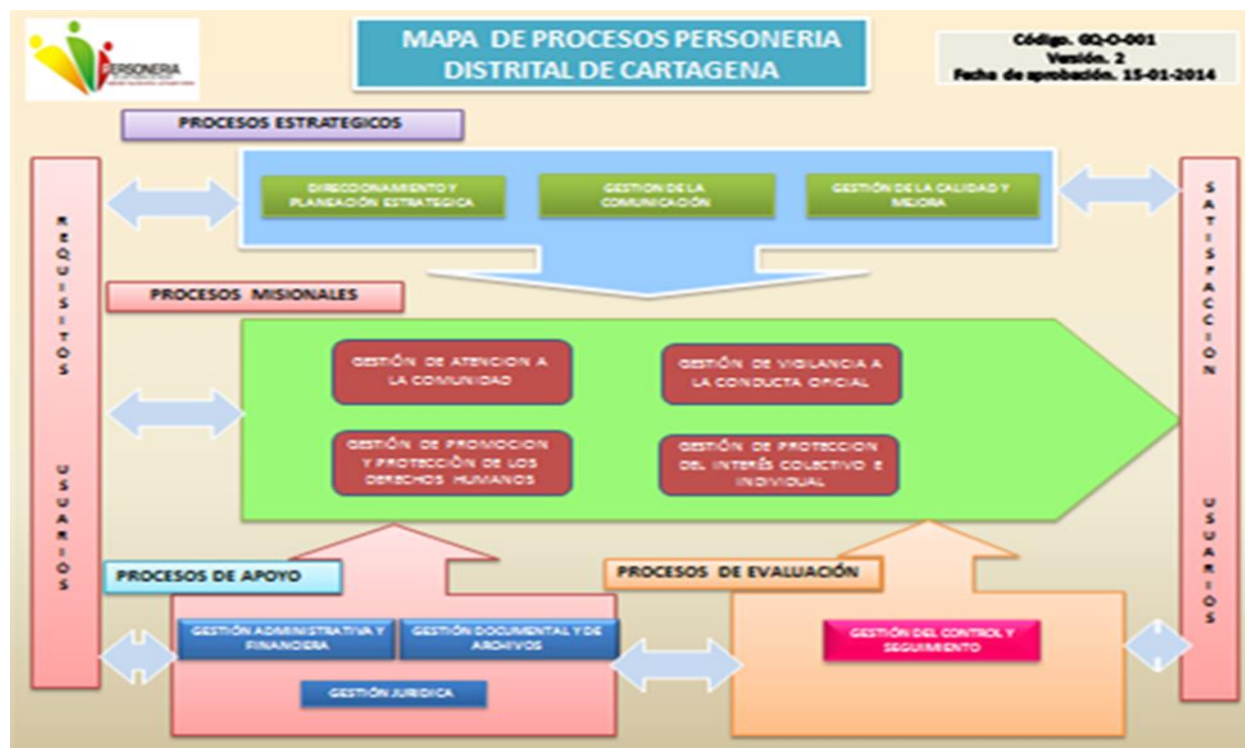 PERSONERIA
MAPA DE PROCESOS PERSONERIA
DISTRITAL DE CARTAGENA
Código. GQ-O-001
Versión. 2
Fecha de aprobación. 15-01-2014
PROCESOS ESTRATEGICOS
DIRECCIONAMIENTO Y
PLANEACIÓN ESTRATEGICA
GESTION DE LA
COMUNICACIÓN
GESTIÓN DE LA CALIDAD Y
MEJORA
REQUISITOS
USUARIOS
SATISFACCION
USUARIOS
PROCESOS MISIONALES
GESTIÓN DE ATENCION A
LA COMUNIDAD
GESTIÓN DE VIGILANCIA A
LA CONDUCTA OFICIAL
GESTIÓN DE PROMOCION
Y PROTECCIÒN DE LOS
DERECHOS HUMANOS
GESTIÓN DE PROTECCION
DEL INTERÉS COLECTIVO E
INDIVIDUAL
PROCESOS DE APOYO
PROCESOS DE EVALUACIÓN
GESTIÓN ADMINISTRATIVA Y
FINANCIERA
GESTIÓN DOCUMENTAL Y DE
ARCHIVOS
GESTIÓN JURIDICA
GESTIÓN DEL CONTROL Y
SEGUIMIENTO